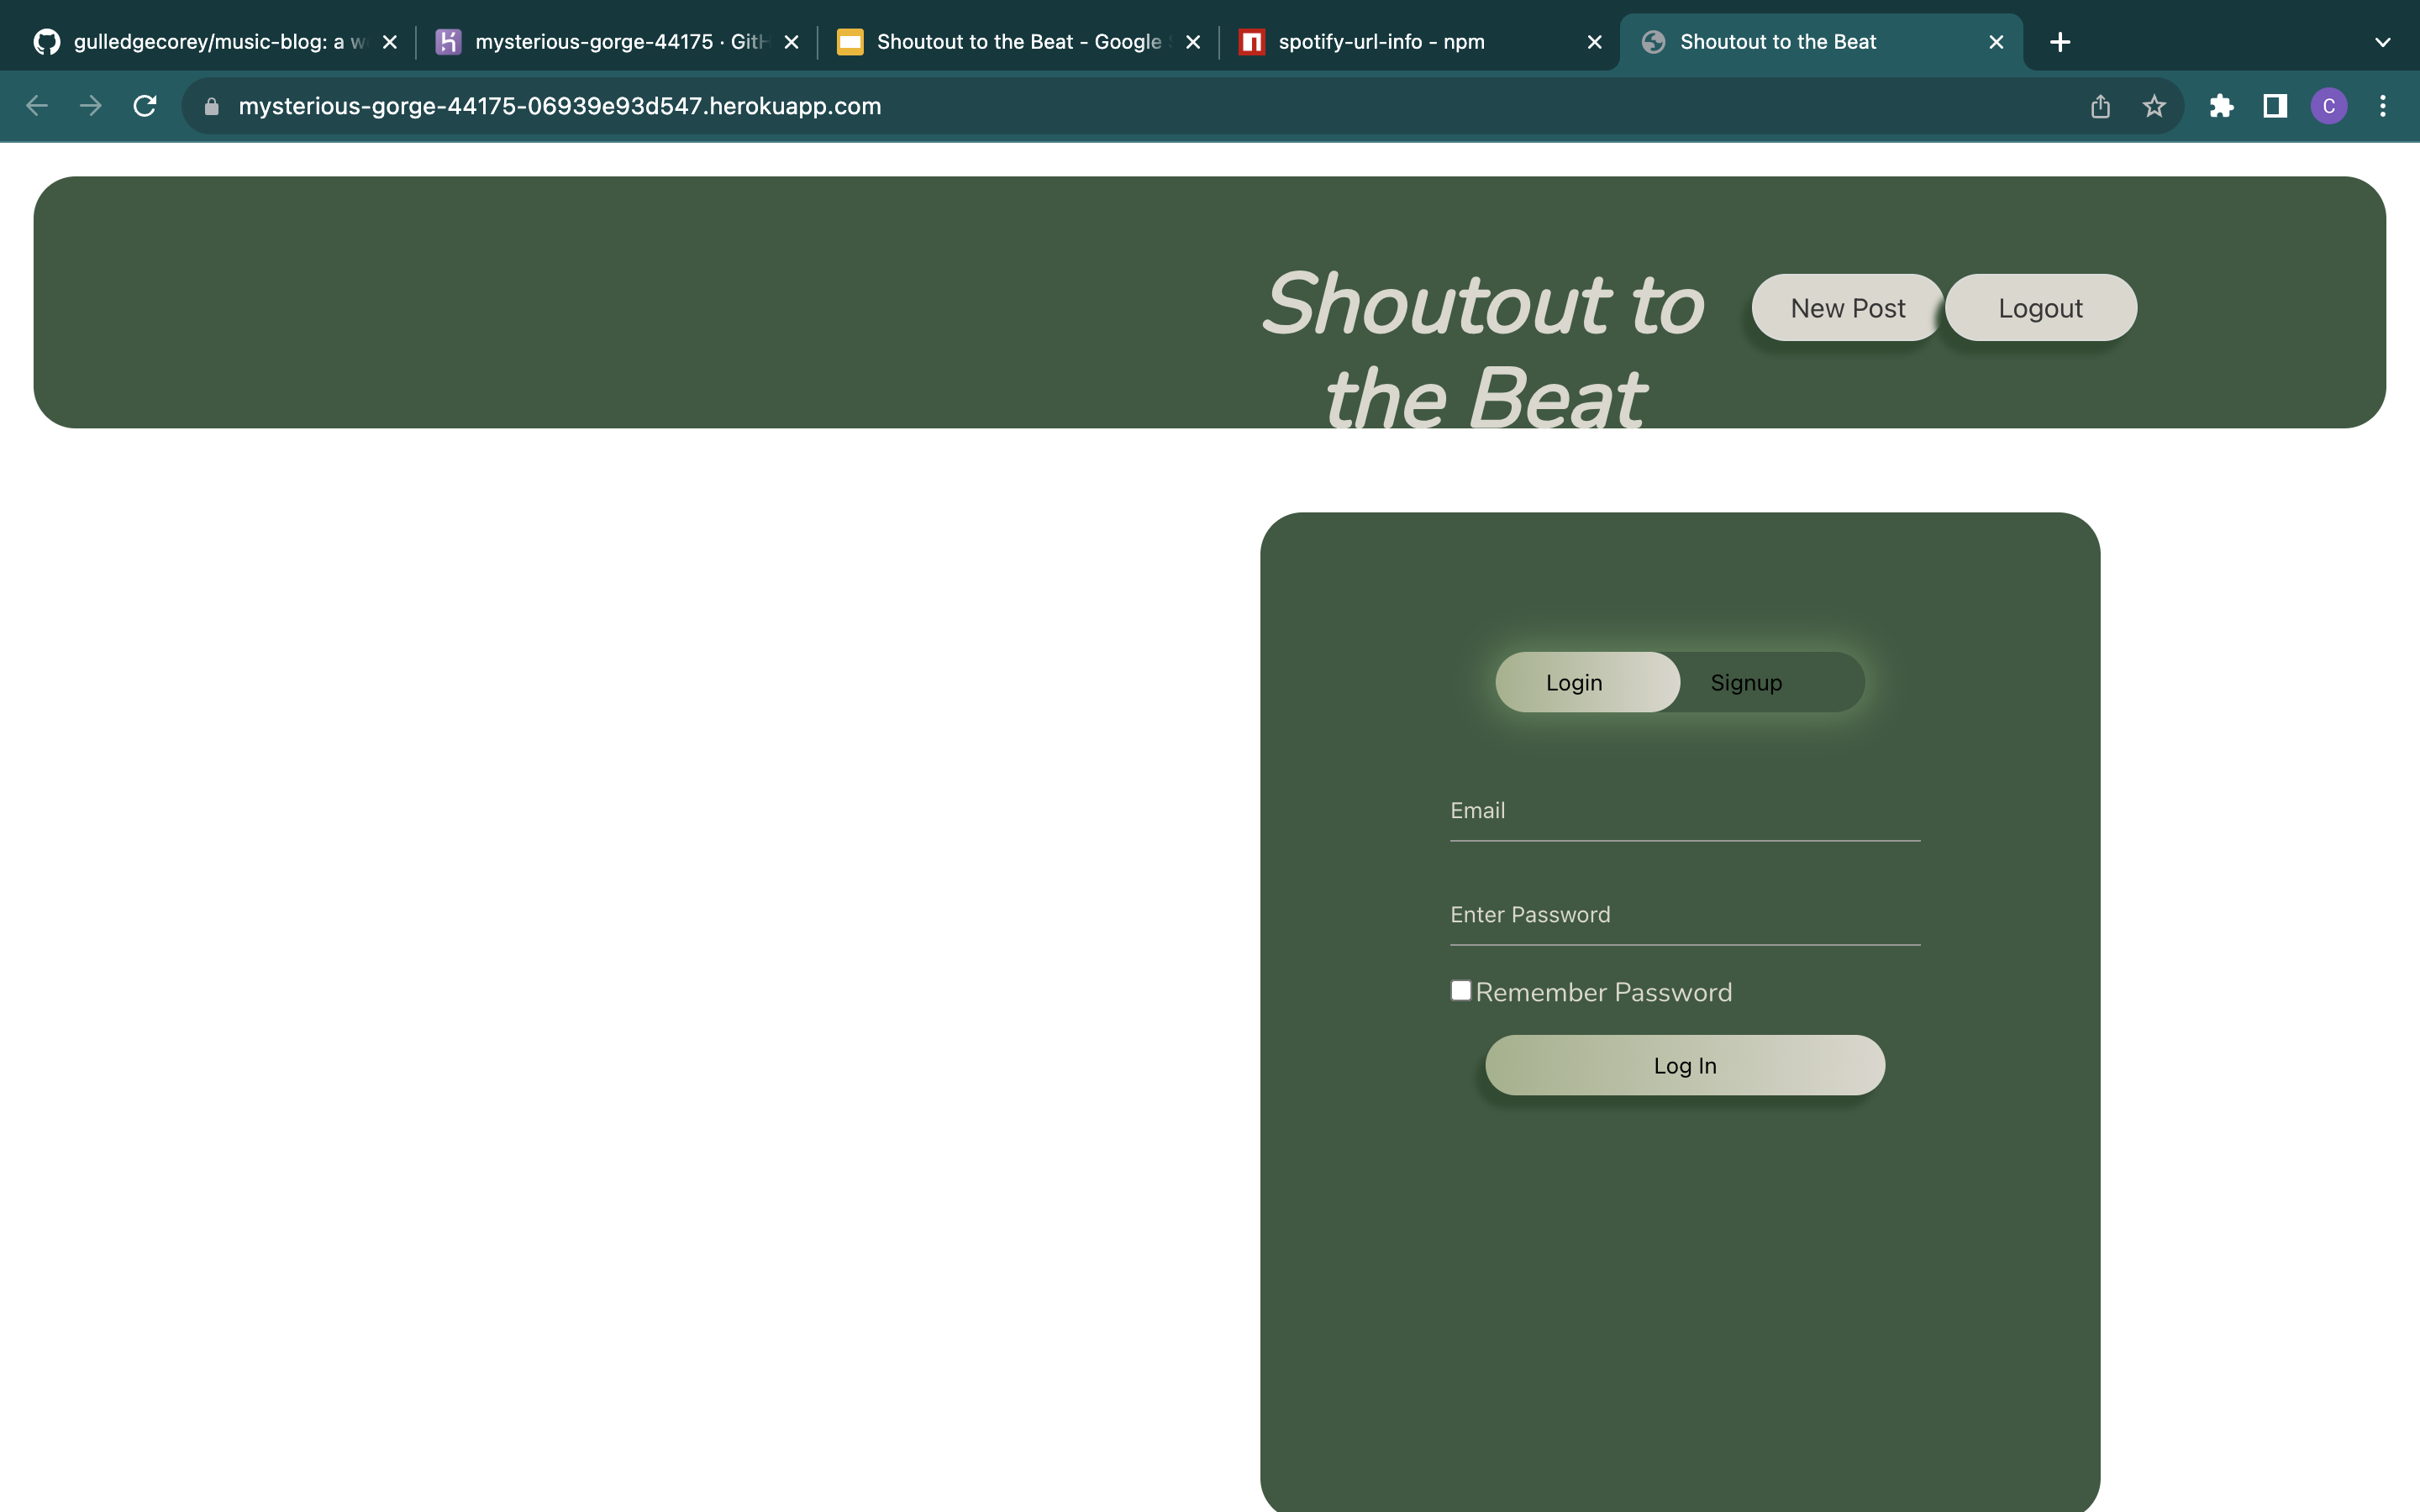 gulledgecorey/music-blog: a w
mysterious-gorge-44175 · GitH
Shoutout to the Beat - Google
spotify-url-info - npm
Shoutout to the Beat
mysterious-gorge-44175-06939e93d547.herokuapp.com
C
Shoutout to
the Beat
New Post
Logout
Login
Signup
Email
Enter Password
Remember Password
Log In